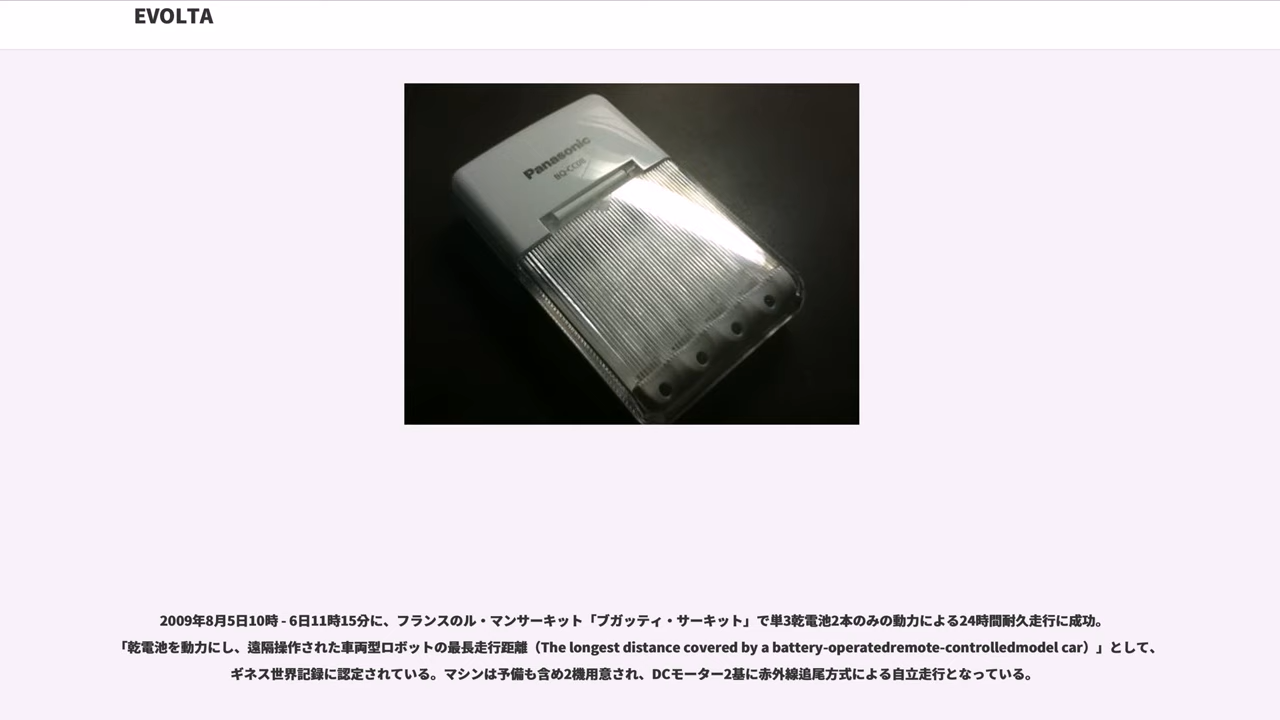 EVOLTA
Panasonic
BQ-CC08
2009年8月5日10時 - 6日11時15分に、フランスのル・マンサーキット「ブガッティ・サーキット」で単3乾電池2本のみの動力による24時間耐久走行に成功。
「乾電池を動力にし、遠隔操作された車両型ロボットの最長走行距離（The longest distance covered by a battery-operatedremote-controlledmodel car）」として、
ギネス世界記録に認定されている。マシンは予備も含め2機用意され、DCモーター2基に赤外線追尾方式による自立走行となっている。